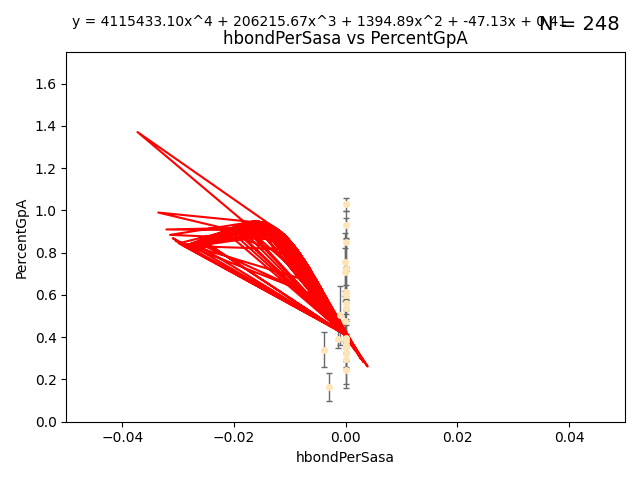 y = 4115433.10x^4 + 206215.67x^3 + 1394.89x^2 + -47.13x + 0.41
N = 248
hbondPerSasa vs PercentGpA
1.6
1.4
1.2
1.0
0.8
0.6
0.4
0.2
0.0
PercentGpA
−0.04 −0.02 0.00 0.02 0.04
hbondPerSasa